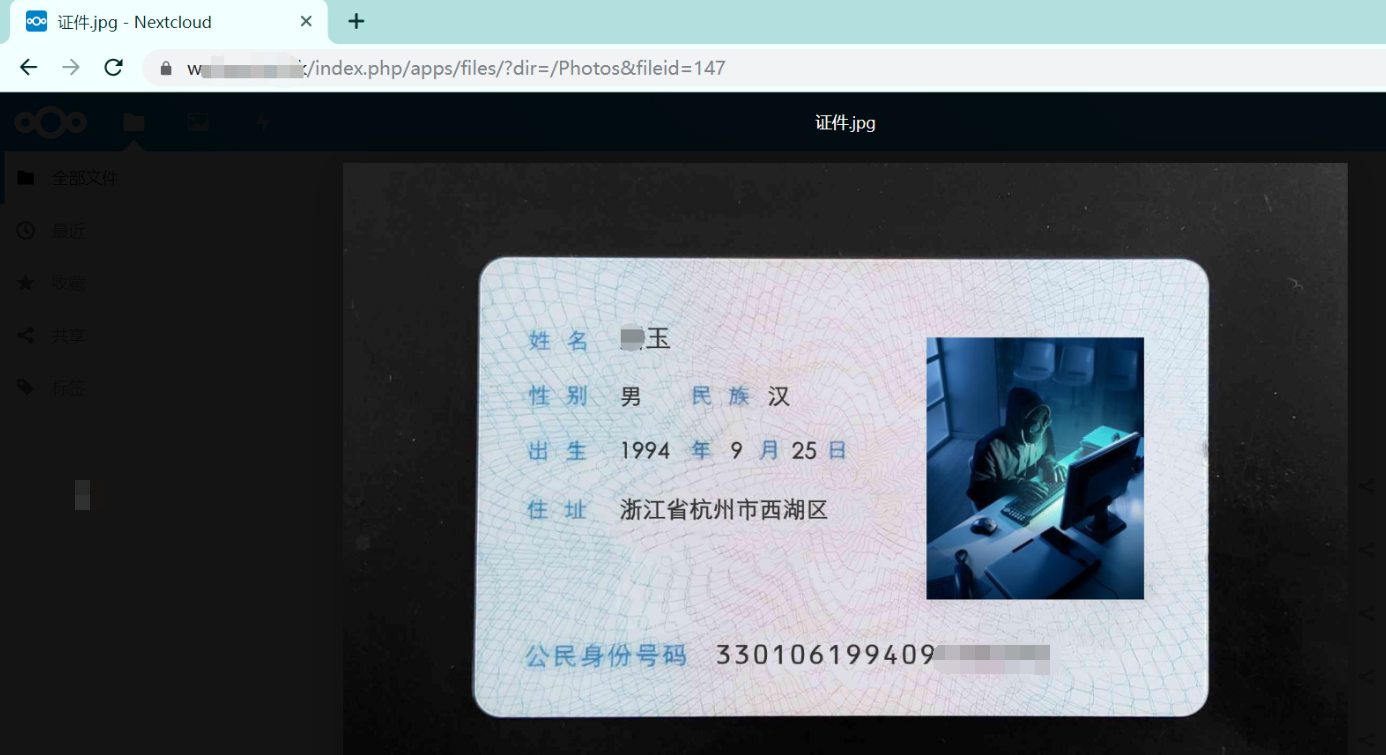 证件.jpg - Nextcloud
/index.php/apps/files/?dir=/Photos&fileid=147
证件.jpg
全部文件
最近
收藏
共享
标签
姓名 玉
性别 男 民族 汉
出生 1994 年 9 月 25 日
住址 浙江省杭州市西湖区
公民身份号码 330106199409